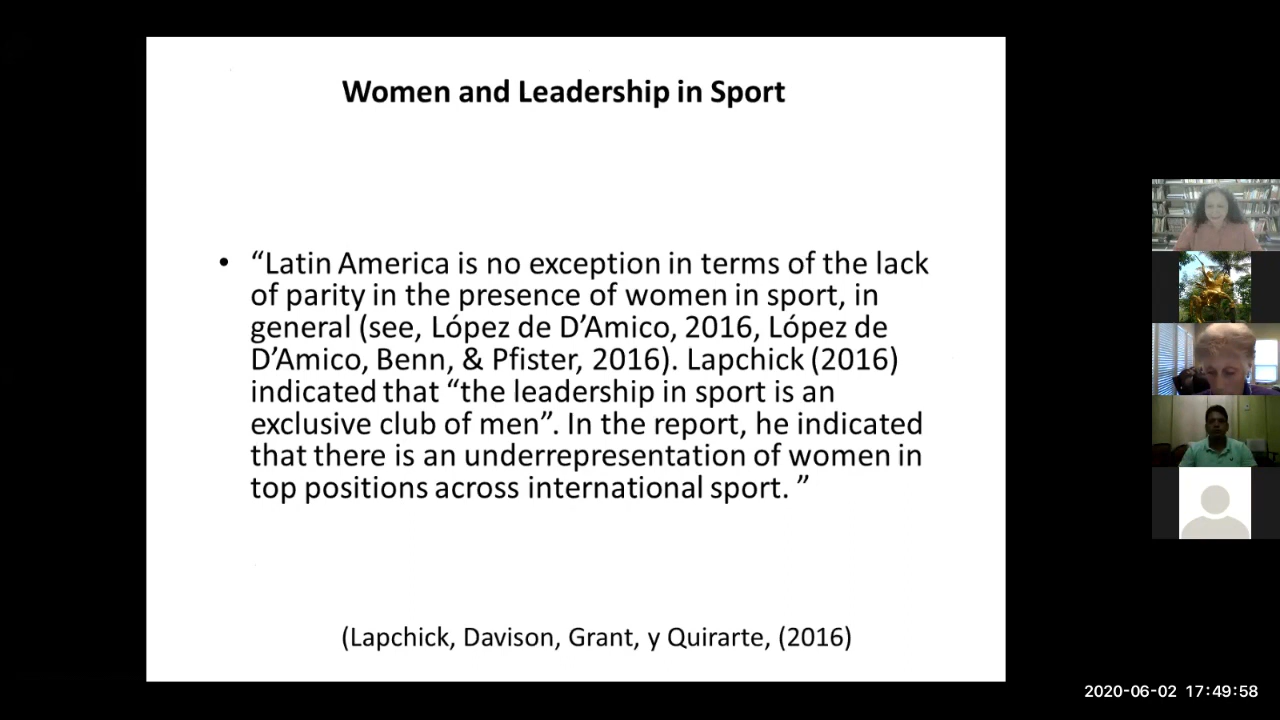 Women and Leadership in Sport
• “Latin America is no exception in terms of the lack
of parity in the presence of women in sport, in
general (see, López de D’Amico, 2016, López de
D’Amico, Benn, & Pfister, 2016). Lapchick (2016)
indicated that “the leadership in sport is an
exclusive club of men”. In the report, he indicated
that there is an underrepresentation of women in
top positions across international sport. ”
(Lapchick, Davison, Grant, y Quirarte, (2016)
2020-06-02 17:49:58